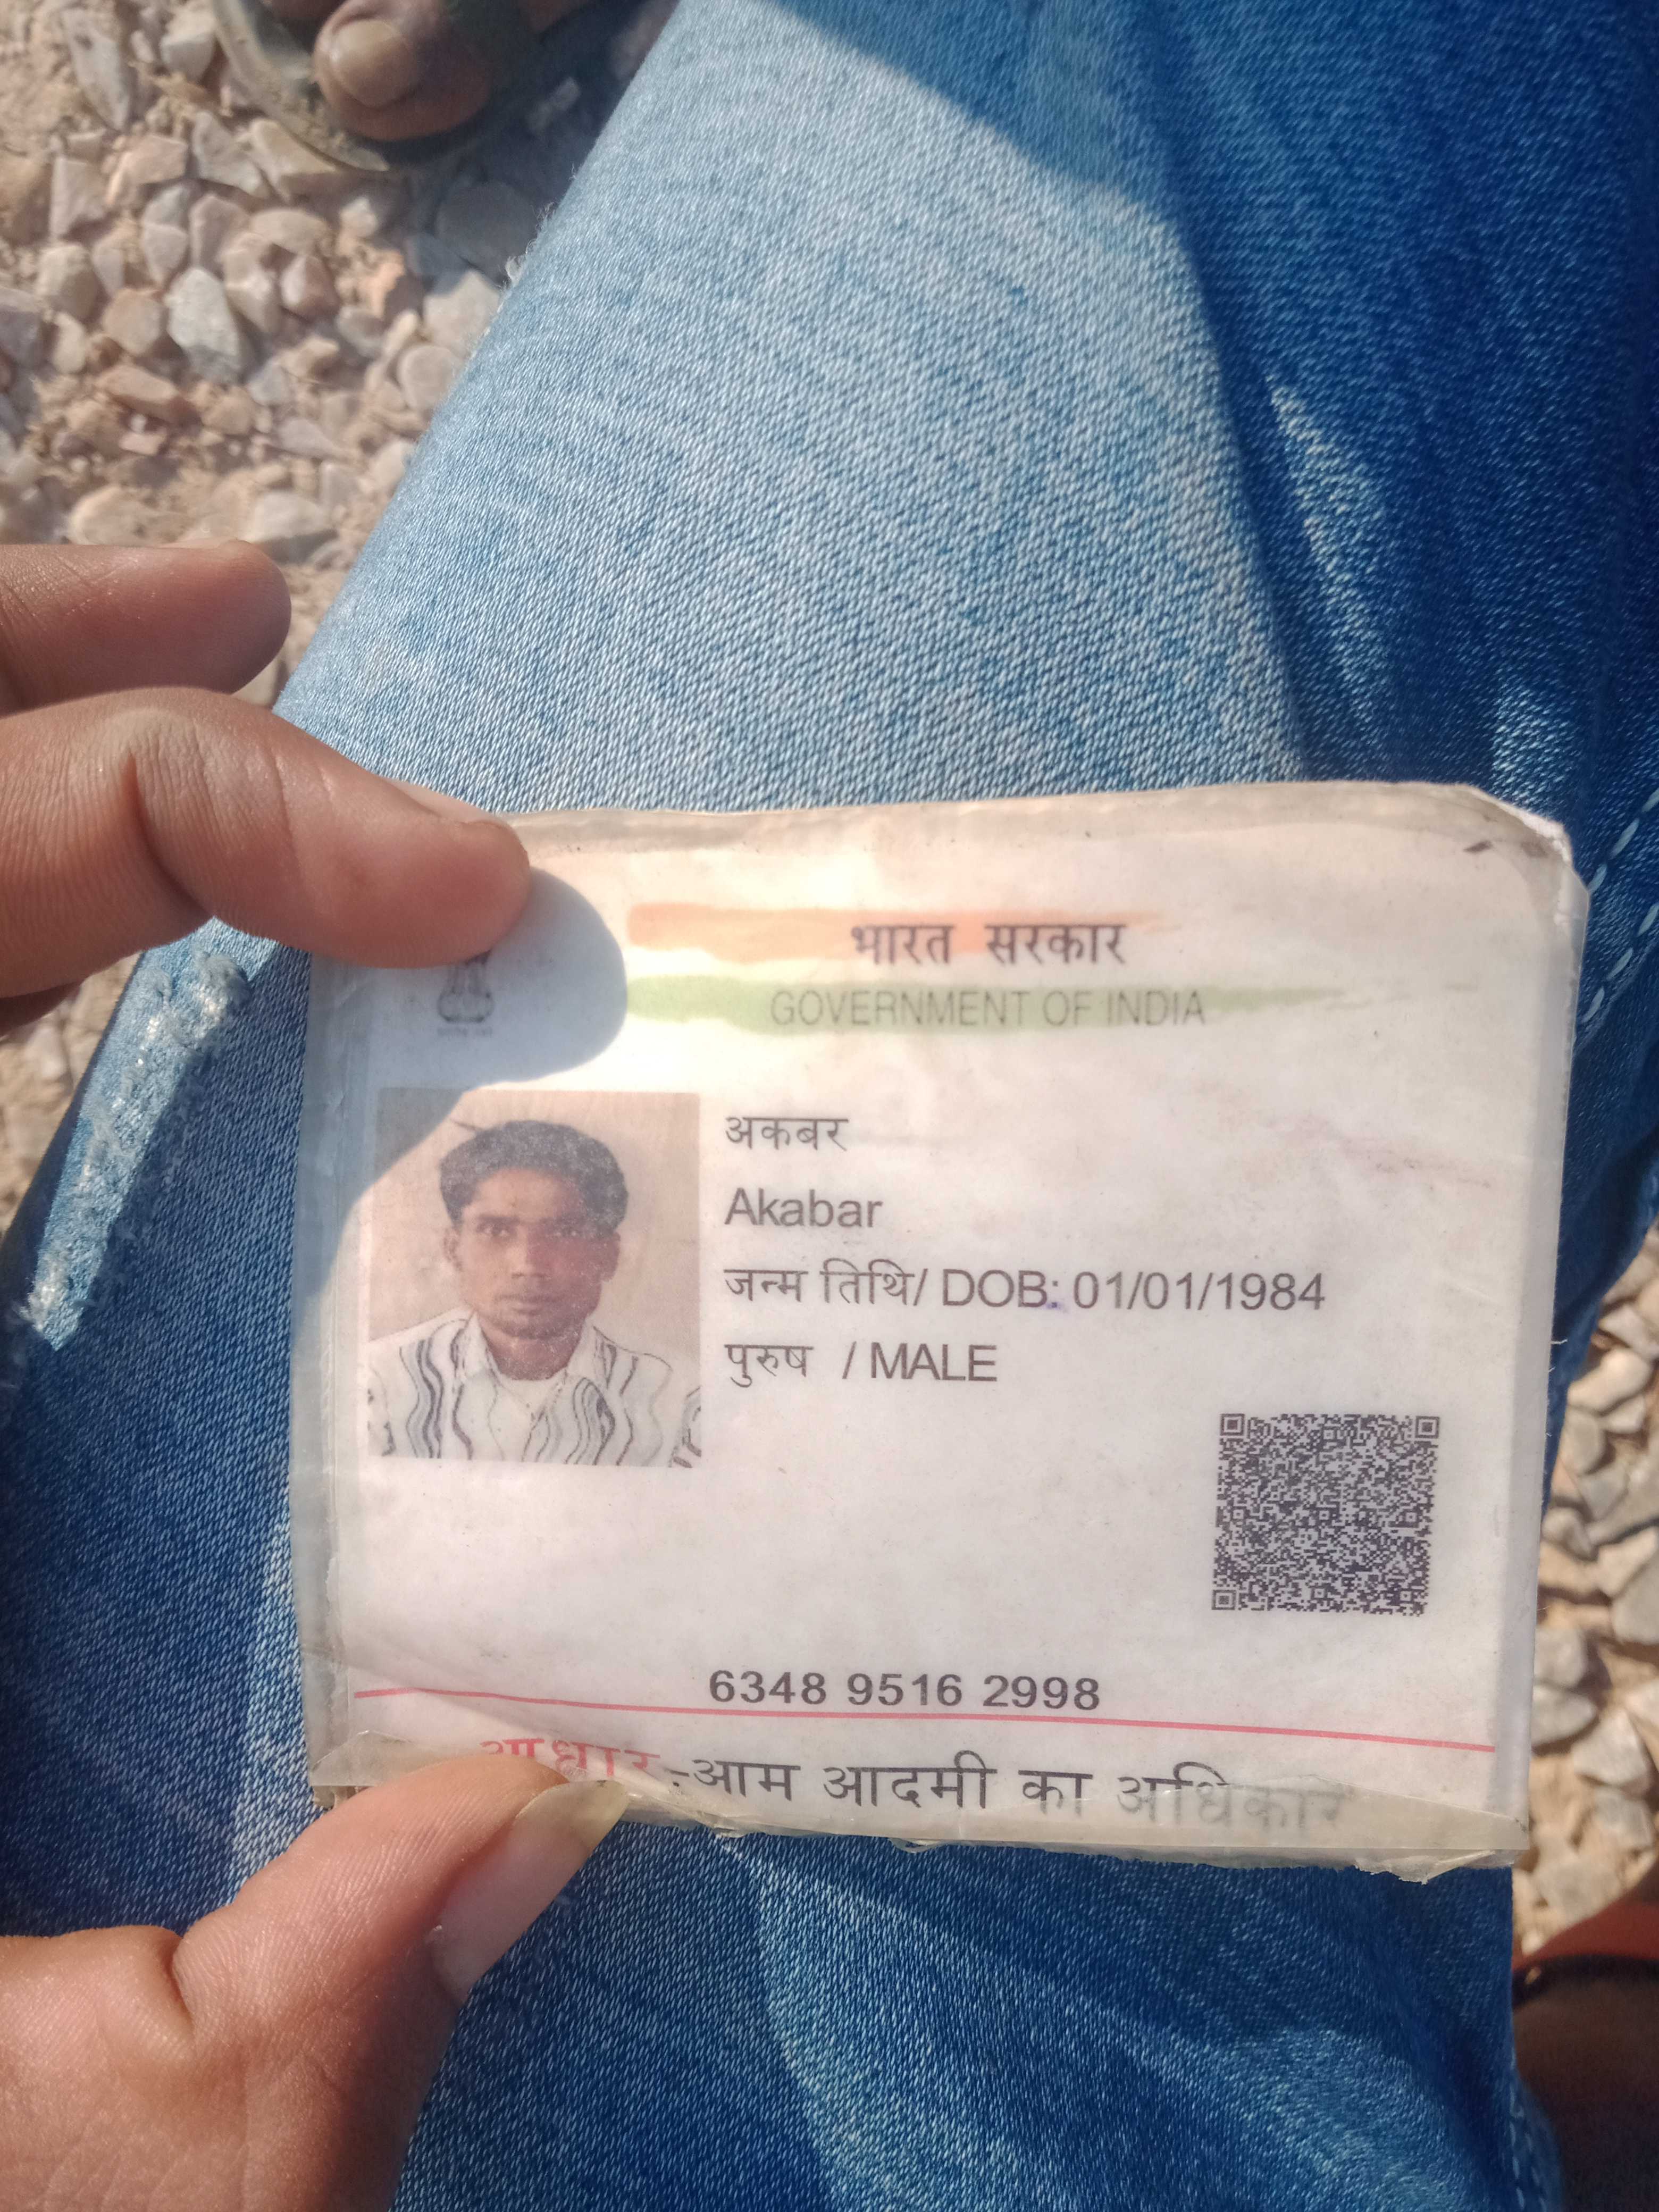 भारत सरकार
GOVERNMENT OF INDIA
अकबर
Akabar
जन्म तिथि/ DOB: 01/01/1984
पुरुष / MALE
6348 9516 2998
आधार-आम आदमी का अधिकार